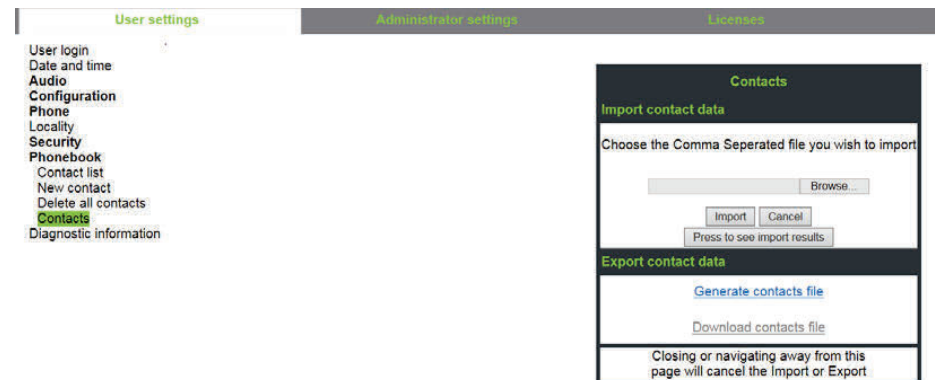 User settings
Administrator settings
Licenses
User login
Date and time
Audio
Configuration
Phone
Locality
Security
Phonebook
Contact list
New contact
Delete all contacts
Contacts
Diagnostic information
Contacts
Import contact data
Choose the Comma Seperated file you wish to import
Browse...
Import
Cancel
Press to see import results
Export contact data
Generate contacts file
Download contacts file
Closing or navigating away from this
page will cancel the Import or Export